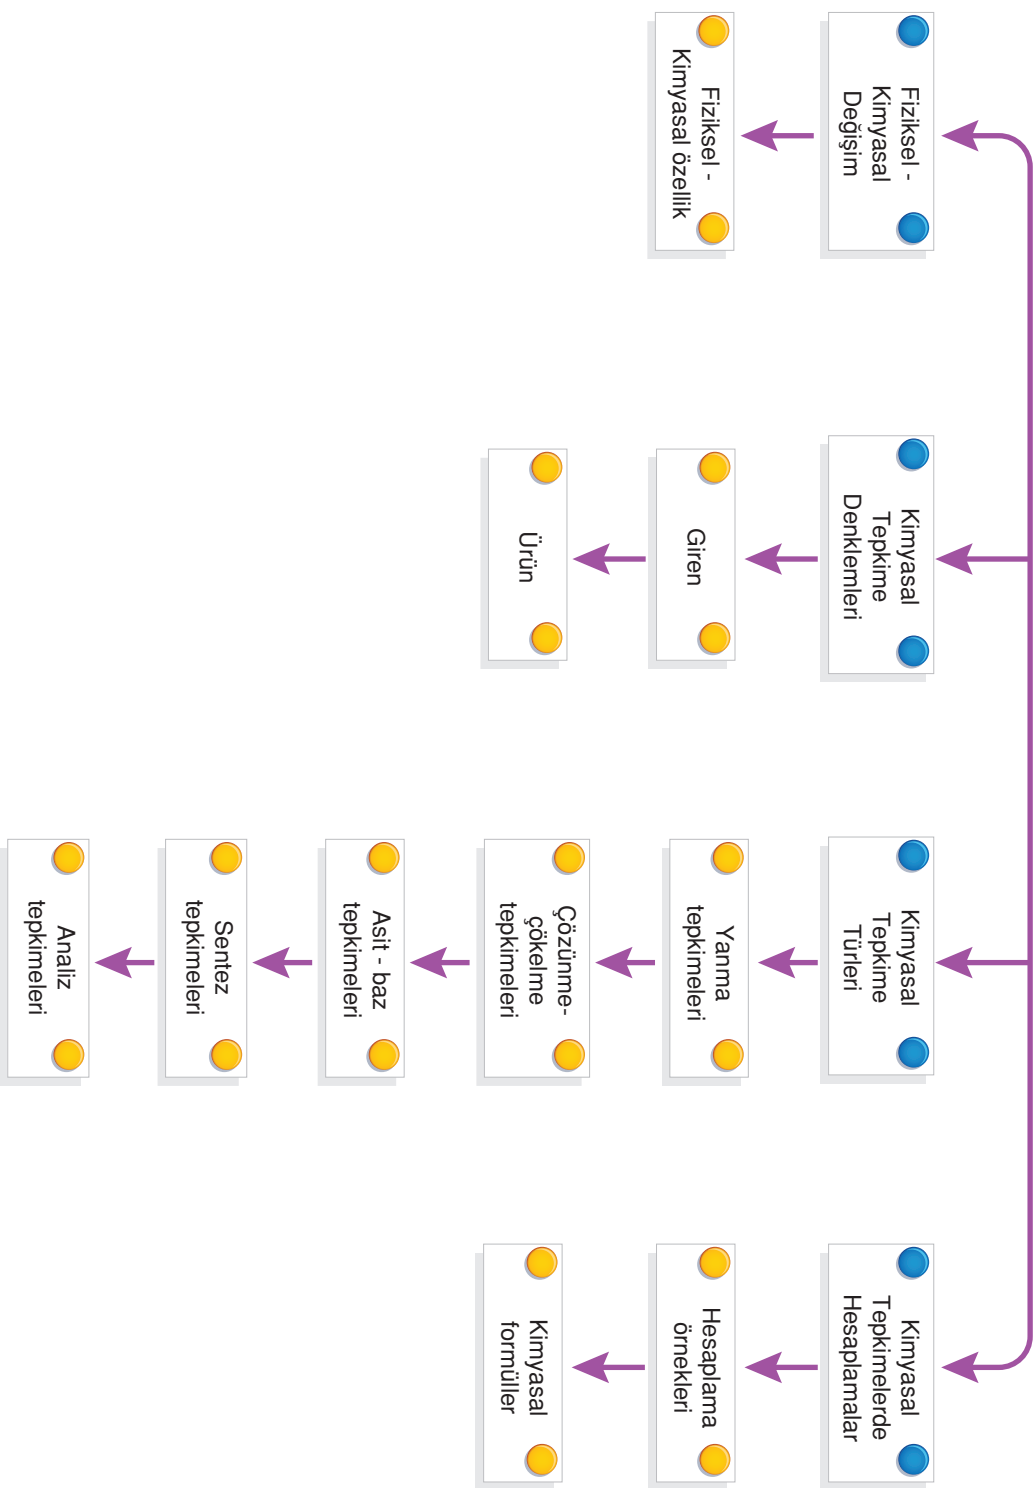 Fiziksel -
Kimyasal
Değişim
Fiziksel -
Kimyasal özellik
Kimyasal
Tepkime
Denklemleri
Giren
Ürün
Kimyasal
Tepkime
Türleri
Yanma
tepkimeleri
Çözünme-
çökelme
tepkimeleri
Asit - baz
tepkimeleri
Sentez
tepkimeleri
Analiz
tepkimeleri
Kimyasal
Tepkimelerde
Hesaplamalar
Hesaplama
örnekleri
Kimyasal
formüller